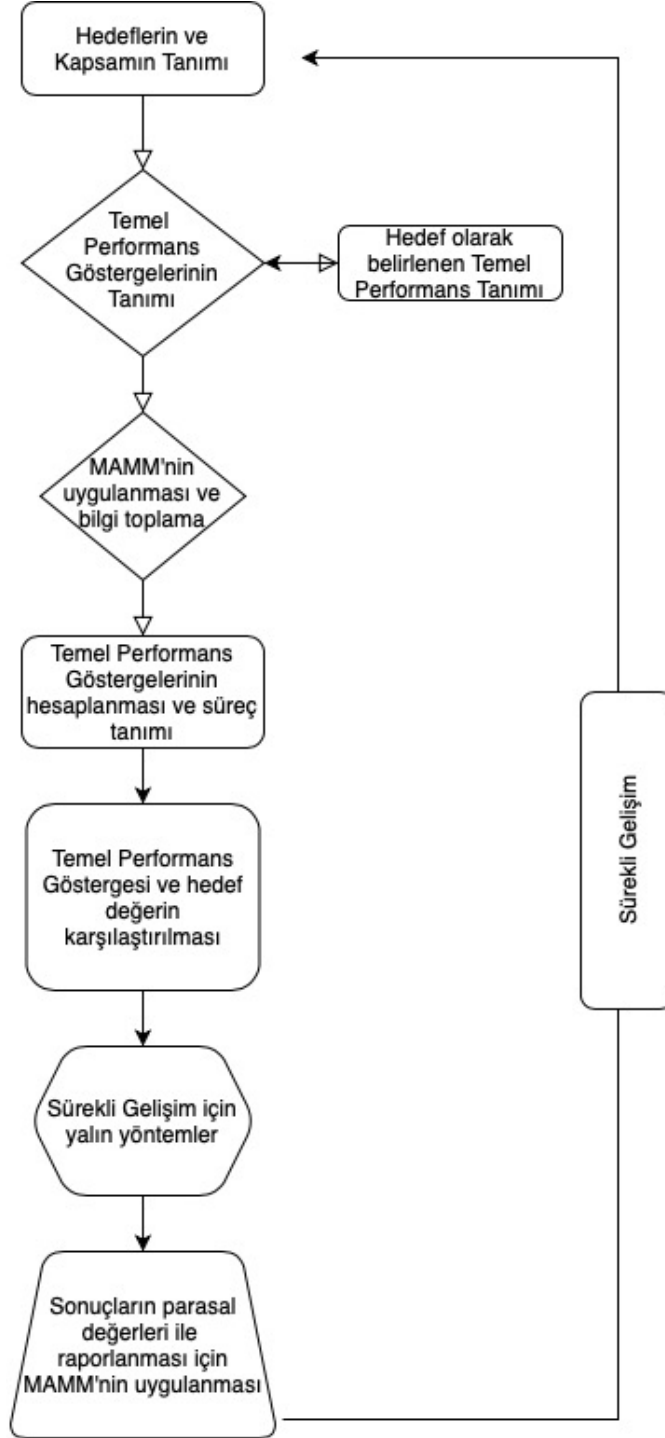 Hedeflerin ve
Kapsamın Tanımı
Temel
Performans
Göstergelerinin
Tanımı
Hedef olarak
belirlenen Temel
Performans Tanımı
MAMM'nin
uygulanması ve
bilgi toplama
Temel Performans
Göstergelerinin
hesaplanması ve süreç
tanımı
Temel Performans
Göstergesi ve hedef
değerin
karşılaştırılması
Sürekli Gelişim için
yalın yöntemler
Sonuçların parasal
değerleri ile
raporlanması için
MAMM'nin uygulanması
Sürekli Gelişim